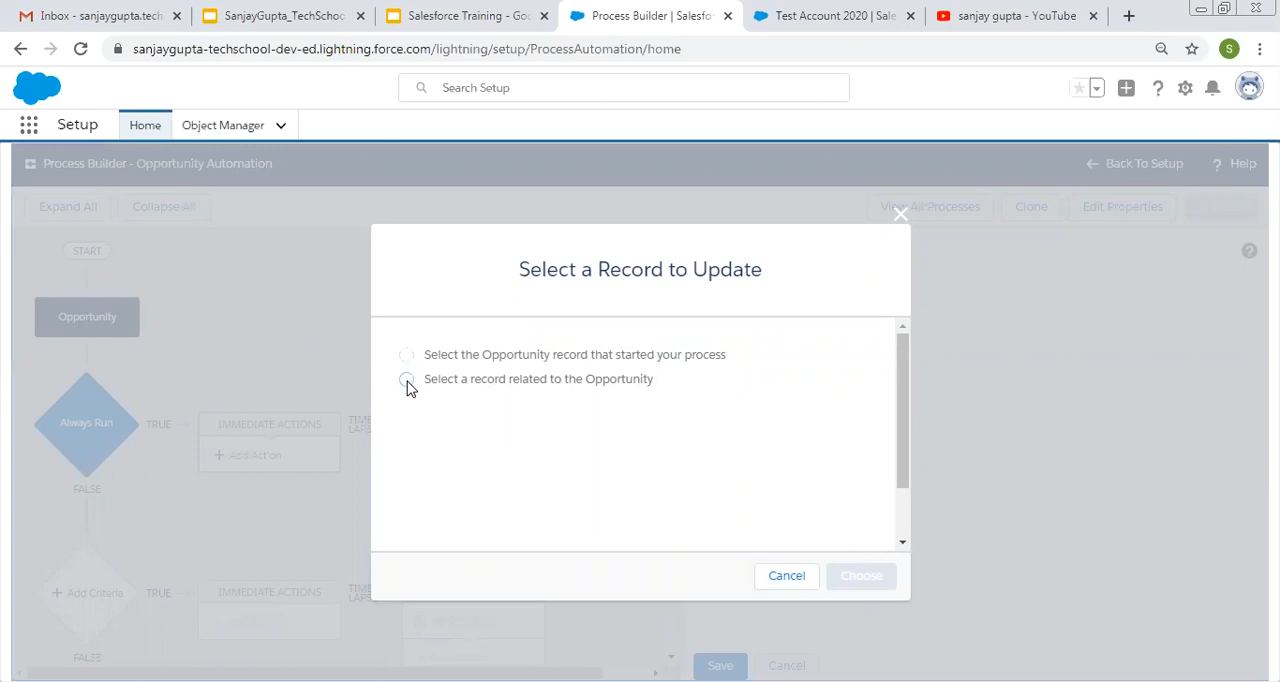 Inbox - sanjaygupta.tech
SanjayGupta_TechSchoo
Salesforce Training - Goo
Process Builder | Salesfo
Test Account 2020 | Sale
sanjay gupta - YouTube
sanjaygupta-techschool-dev-ed.lightning.force.com/lightning/setup/ProcessAutomation/home
S
Search Setup
Setup
Home
Object Manager
Process Builder - Opportunity Automation
Back To Setup
? Help
Expand All
Collapse All
View All Processes
Clone
Edit Properties
START
Select a Record to Update
Opportunity
Select the Opportunity record that started your process
Select a record related to the Opportunity
Always Run
TRUE
IMMEDIATE ACTIONS
+ Add Action
FALSE
Cancel
Choose
+ Add Criteria
TRUE
IMMEDIATE ACTIONS
FALSE
Save
Cancel